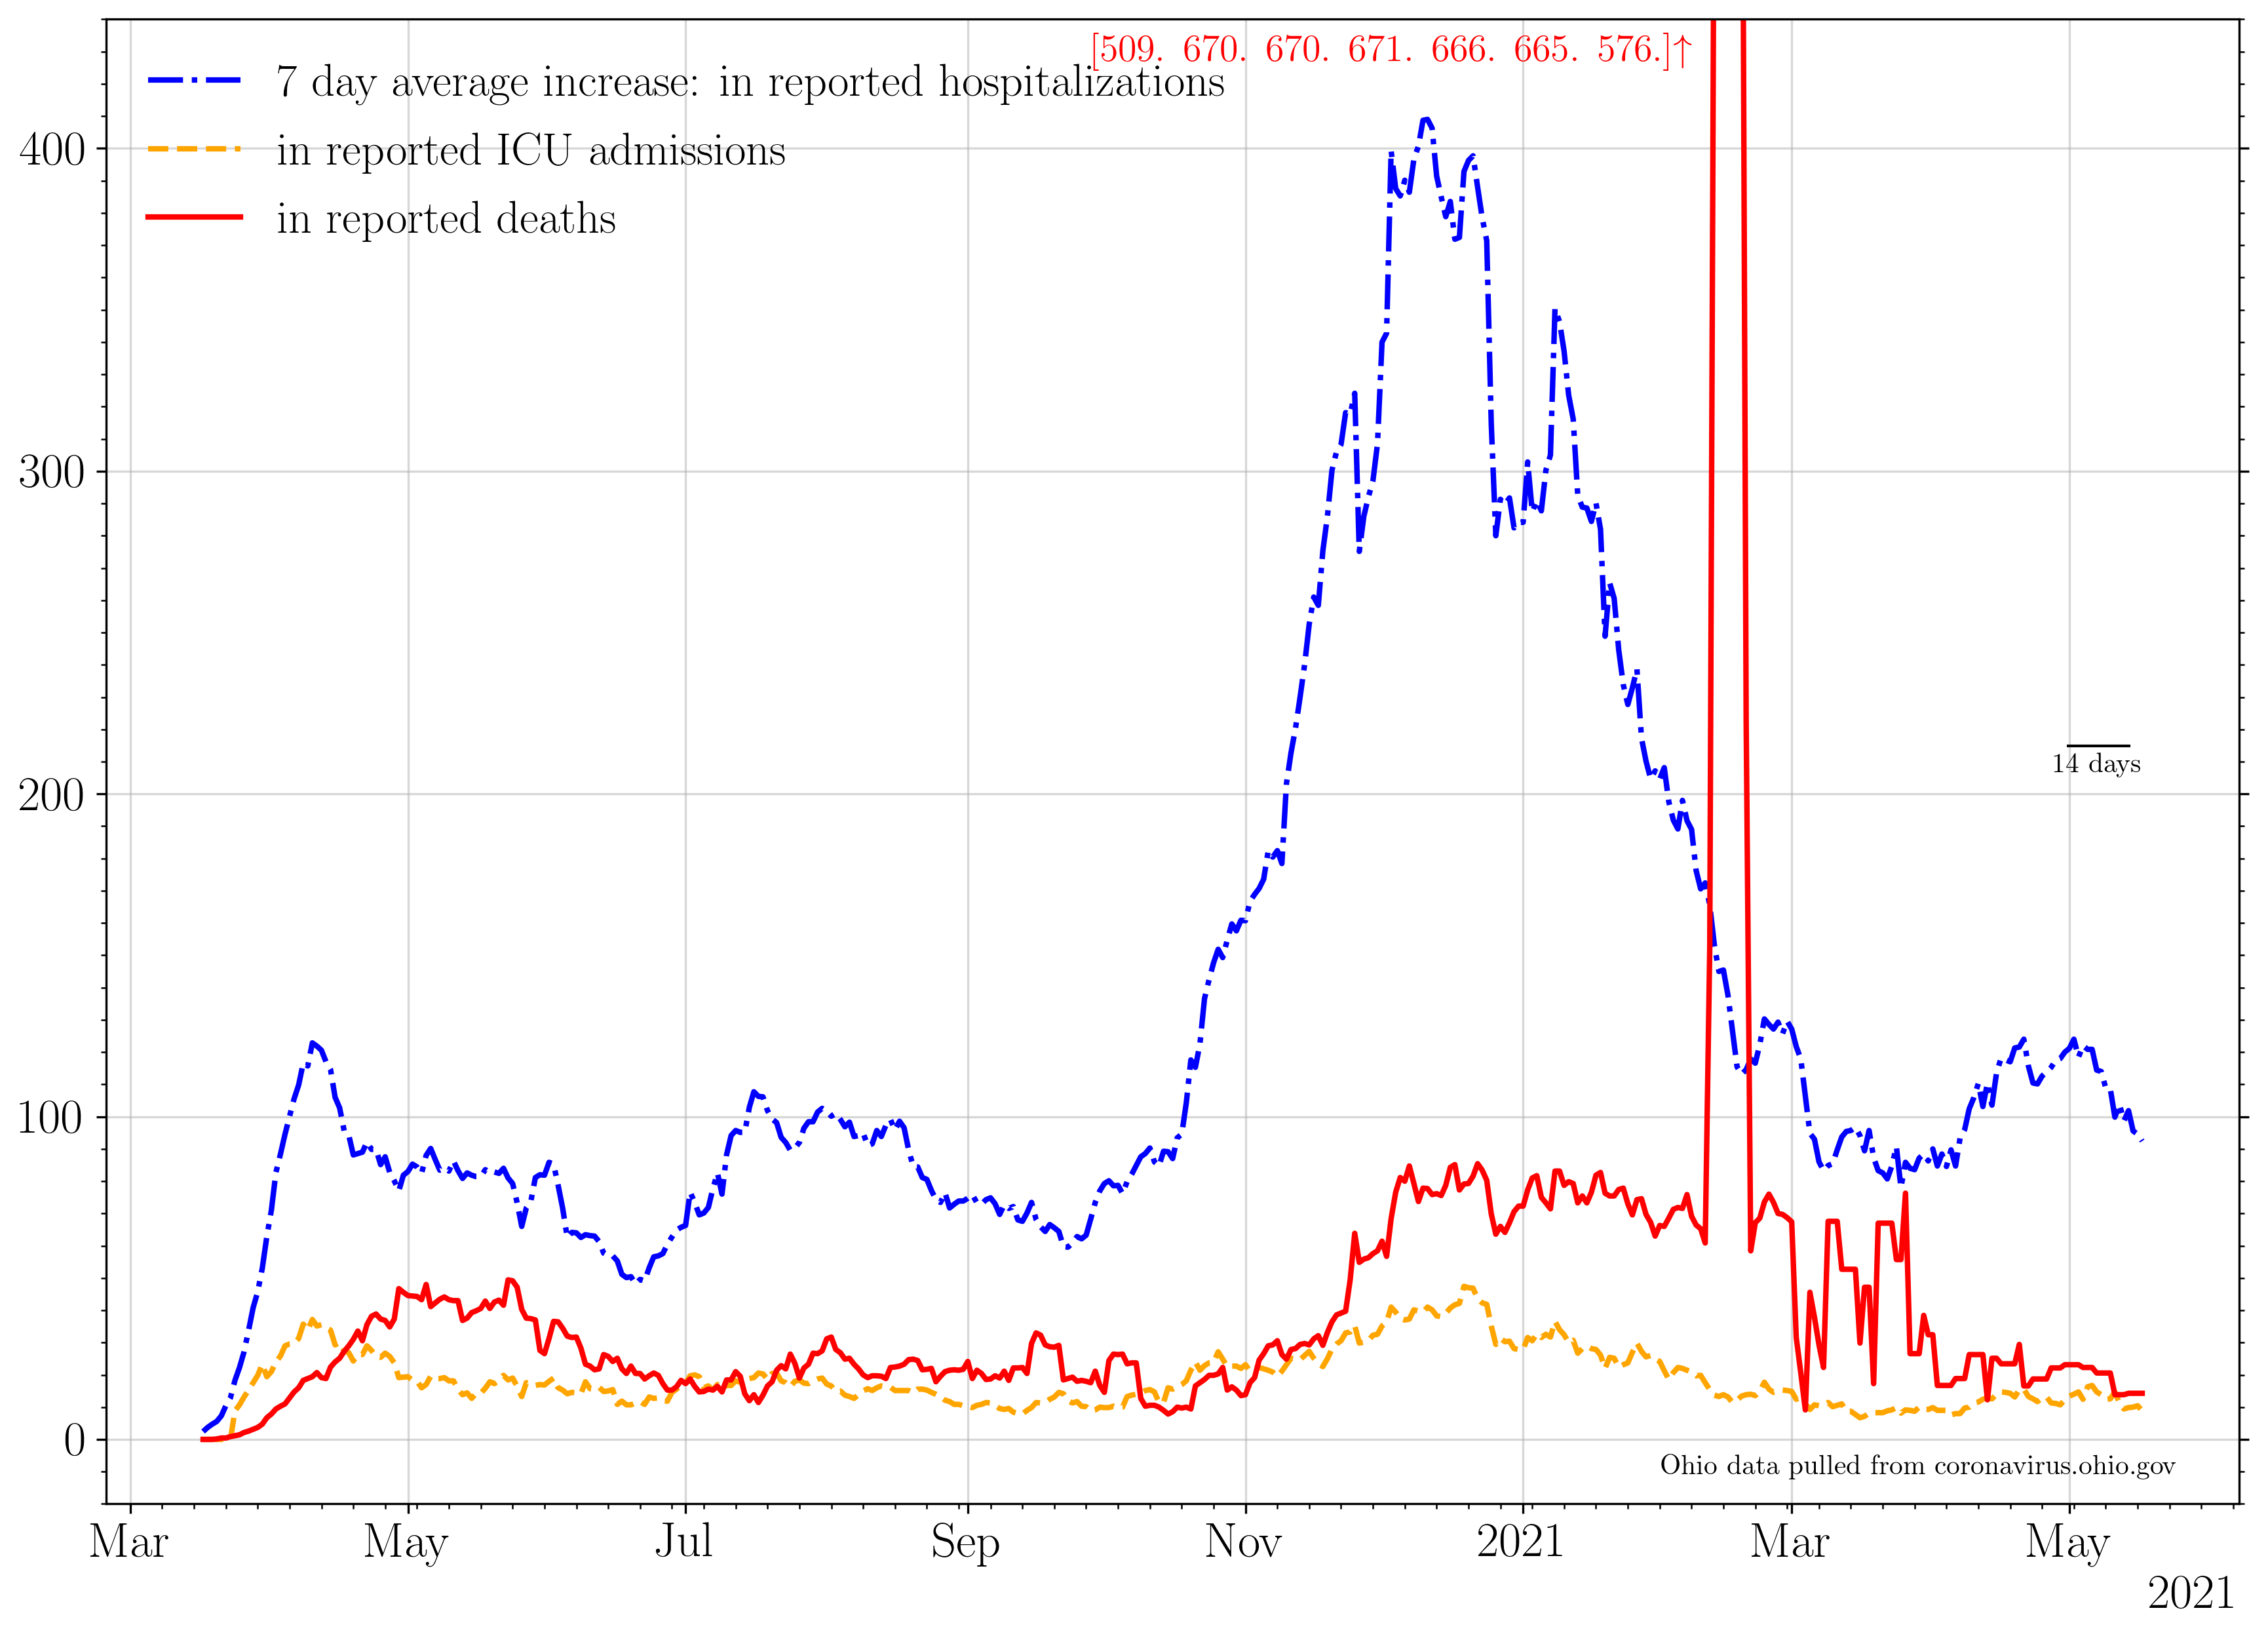 [509. 670. 670. 671. 666. 665. 576.]↑
7 day average increase: in reported hospitalizations
in reported ICU admissions
in reported deaths
400
300
200
100
0
14 days
Ohio data pulled from coronavirus.ohio.gov
Mar May Jul Sep Nov 2021 Mar May
2021